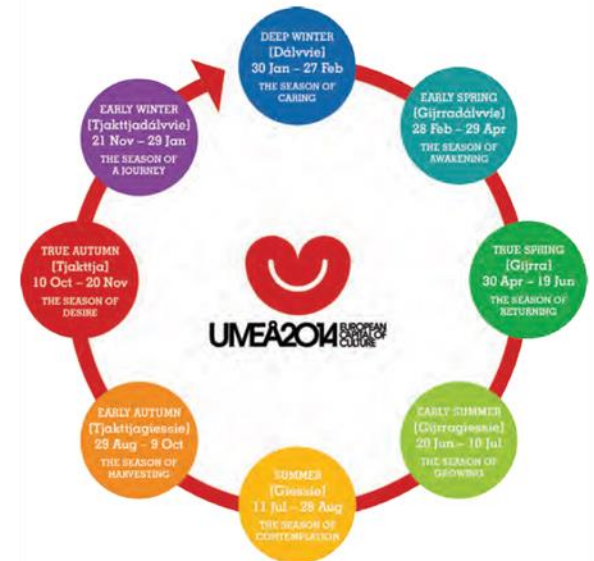 DEEP WINTER
[Dálvvie]
30 Jan – 27 Feb
THE SEASON OF
CARING
EARLY SPRING
[Gijrradálvvie]
28 Feb – 29 Apr
THE SEASON OF
AWAKENING
TRUE SPRING
[Gijrra]
30 Apr – 19 Jun
THE SEASON OF
RETURNING
EARLY SUMMER
[Gijrragiessie]
20 Jun – 10 Jul
THE SEASON OF
GROWING
SUMMER
[Giessie]
11 Jul – 28 Aug
THE SEASON OF
CONTEMPLATION
EARLY AUTUMN
[Tjakttjagiessie]
29 Aug – 9 Oct
THE SEASON OF
HARVESTING
TRUE AUTUMN
[Tjakttja]
10 Oct – 20 Nov
THE SEASON OF
DESIRE
EARLY WINTER
[Tjakttjadálvvie]
21 Nov – 29 Jan
THE SEASON OF
A JOURNEY
UMEÅ2014 EUROPEAN
CAPITAL OF
CULTURE